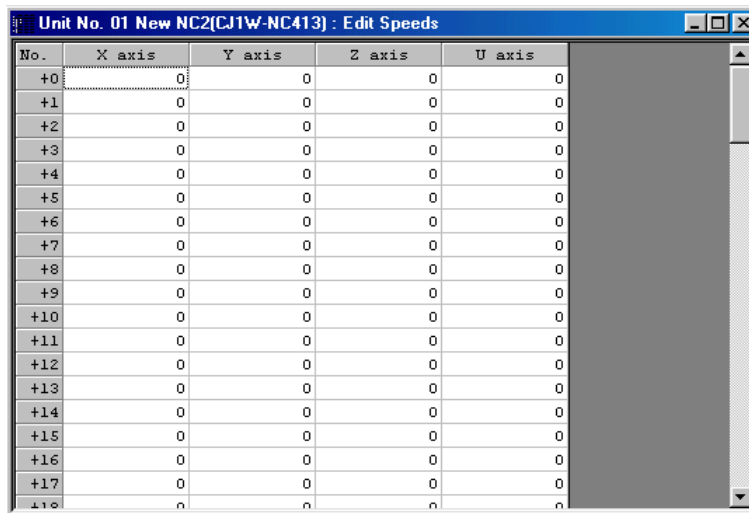 Unit No. 01 New NC2(CJ1W-NC413) : Edit Speeds
No. X axis Y axis Z axis U axis
+0 0 0 0 0
+1 0 0 0 0
+2 0 0 0 0
+3 0 0 0 0
+4 0 0 0 0
+5 0 0 0 0
+6 0 0 0 0
+7 0 0 0 0
+8 0 0 0 0
+9 0 0 0 0
+10 0 0 0 0
+11 0 0 0 0
+12 0 0 0 0
+13 0 0 0 0
+14 0 0 0 0
+15 0 0 0 0
+16 0 0 0 0
+17 0 0 0 0
+18 0 0 0 0